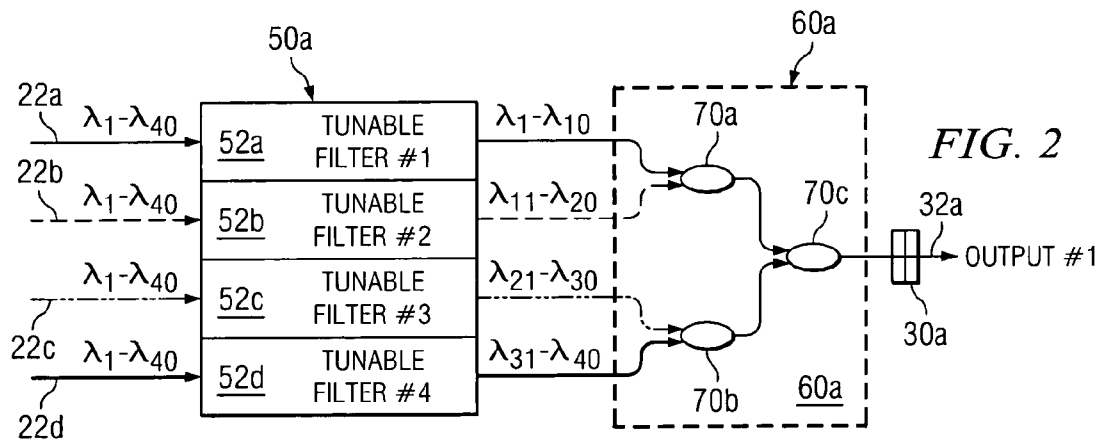 50a
60a
22a
λ1-λ40
52a
TUNABLE
FILTER #1
λ1-λ10
70a
FIG. 2
22b
λ1-λ40
52b
TUNABLE
FILTER #2
λ11-λ20
70c
32a
OUTPUT #1
λ1-λ40
52c
TUNABLE
FILTER #3
λ21-λ30
30a
22c
λ1-λ40
52d
TUNABLE
FILTER #4
λ31-λ40
70b
60a
22d